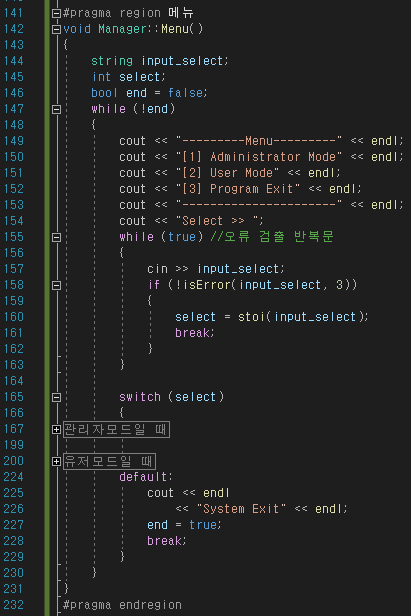 141 #pragma region 메뉴
142 void Manager::Menu()
143 {
144 string input_select;
145 int select;
146 bool end = false;
147 while (!end)
148 {
149 cout << "---------Menu---------" << endl;
150 cout << "[1] Administrator Mode" << endl;
151 cout << "[2] User Mode" << endl;
152 cout << "[3] Program Exit" << endl;
153 cout << "----------------------" << endl;
154 cout << "Select >> ";
155 while (true) //오류 검출 반복문
156 {
157 cin >> input_select;
158 if (!isError(input_select, 3))
159 {
160 select = stoi(input_select);
161 break;
162 }
163 }
164
165 switch (select)
166 {
167 관리자모드일 때
199
200 유저모드일 때
224 default:
225 cout << endl
226 << "System Exit" << endl;
227 end = true;
228 break;
229 }
230 }
231 }
232 #pragma endregion